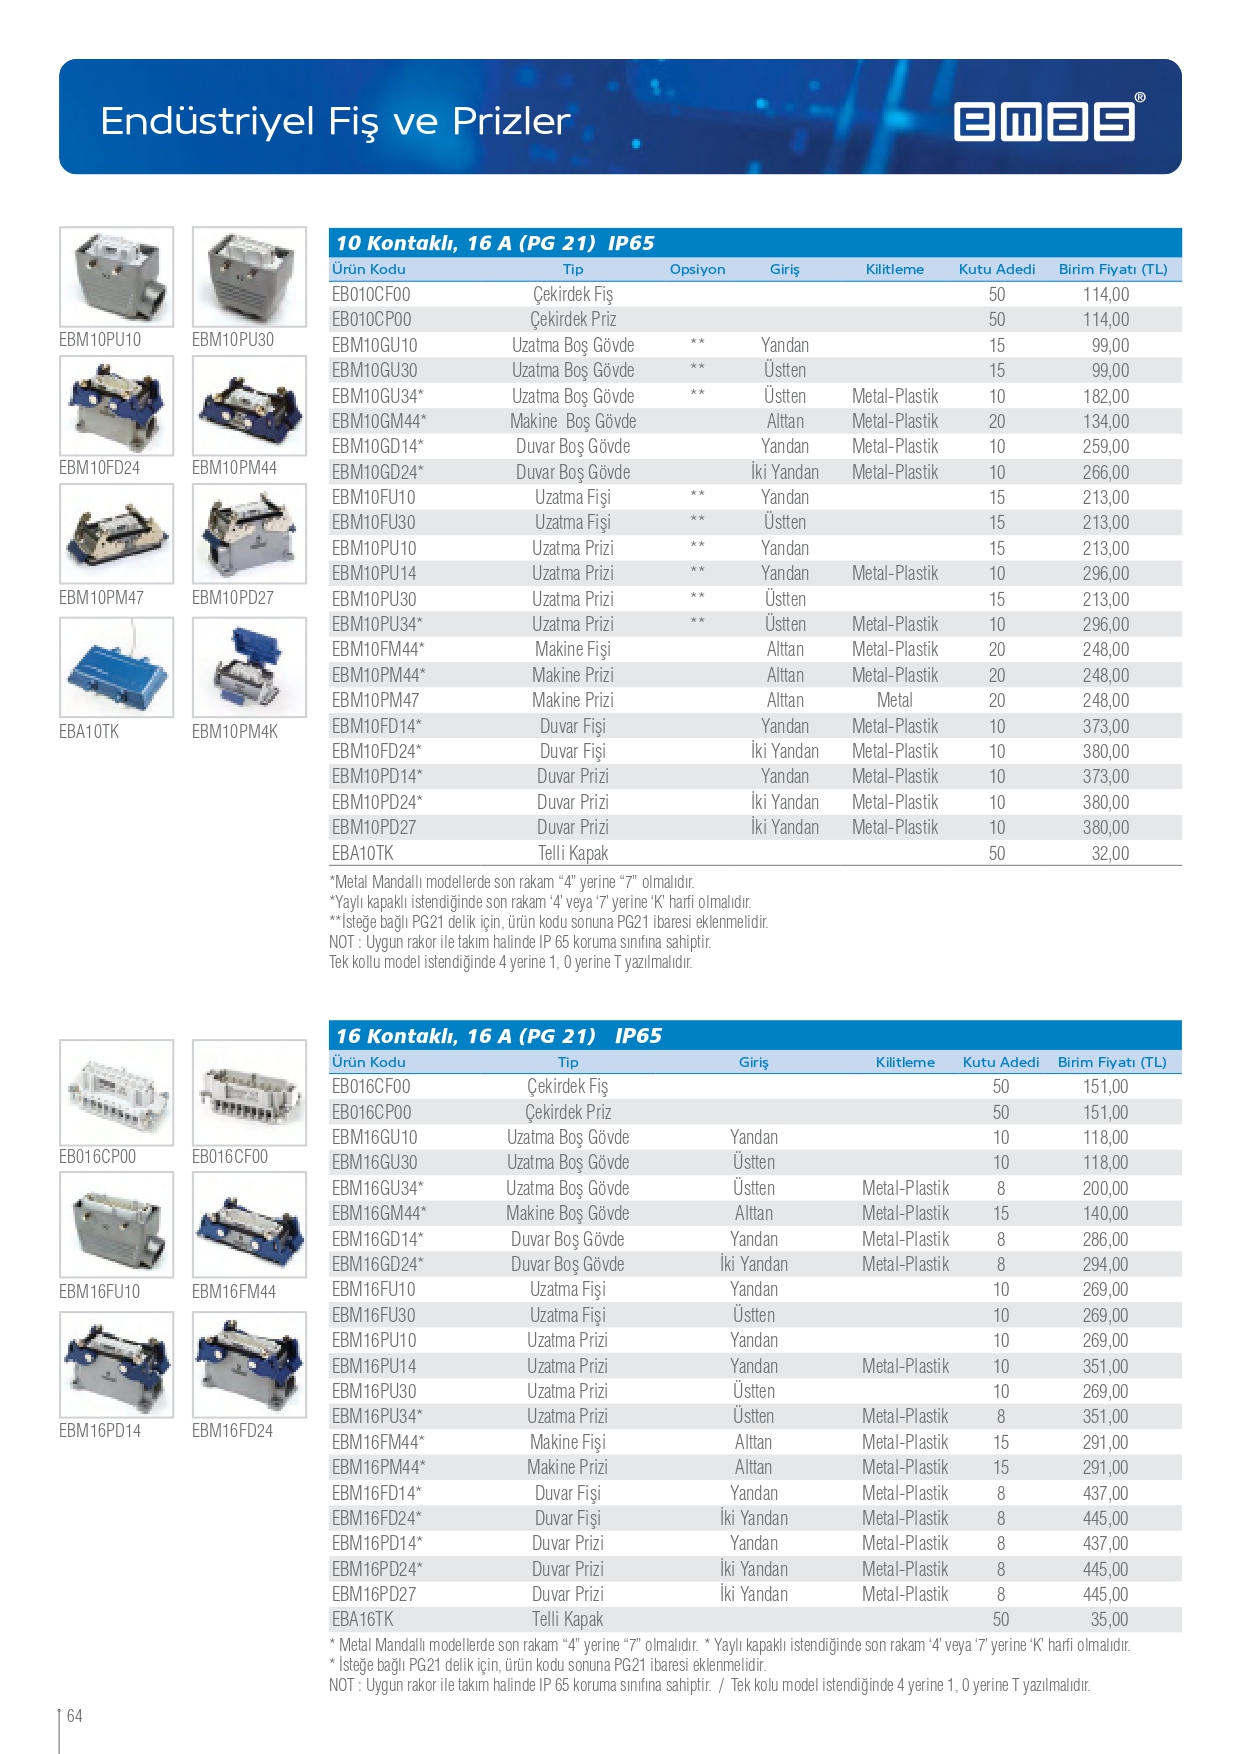 Endüstriyel Fiş ve Prizler
emas®
EBM10PU10 EBM10PU30
EBM10FD24 EBM10PM44
EBM10PM47 EBM10PD27
EBA10TK EBM10PM4K
10 Kontaklı, 16 A (PG 21) IP65
Ürün Kodu Tip Opsiyon Giriş Kilitleme Kutu Adedi Birim Fiyatı (TL)
EB010CF00 Çekirdek Fiş 50 114,00
EB010CP00 Çekirdek Priz 50 114,00
EBM10GU10 Uzatma Boş Gövde ** Yandan 15 99,00
EBM10GU30 Uzatma Boş Gövde ** Üstten 15 99,00
EBM10GU34* Uzatma Boş Gövde ** Üstten Metal-Plastik 10 182,00
EBM10GM44* Makine Boş Gövde Alttan Metal-Plastik 20 134,00
EBM10GD14* Duvar Boş Gövde Yandan Metal-Plastik 10 259,00
EBM10GD24* Duvar Boş Gövde İki Yandan Metal-Plastik 10 266,00
EBM10FU10 Uzatma Fişi ** Yandan 15 213,00
EBM10FU30 Uzatma Fişi ** Üstten 15 213,00
EBM10PU10 Uzatma Prizi ** Yandan 15 213,00
EBM10PU14 Uzatma Prizi ** Yandan Metal-Plastik 10 296,00
EBM10PU30 Uzatma Prizi ** Üstten 15 213,00
EBM10PU34* Uzatma Prizi ** Üstten Metal-Plastik 10 296,00
EBM10FM44* Makine Fişi Alttan Metal-Plastik 20 248,00
EBM10PM44* Makine Prizi Alttan Metal-Plastik 20 248,00
EBM10PM47 Makine Prizi Alttan Metal 20 248,00
EBM10FD14* Duvar Fişi Yandan Metal-Plastik 10 373,00
EBM10FD24* Duvar Fişi İki Yandan Metal-Plastik 10 380,00
EBM10PD14* Duvar Prizi Yandan Metal-Plastik 10 373,00
EBM10PD24* Duvar Prizi İki Yandan Metal-Plastik 10 380,00
EBM10PD27 Duvar Prizi İki Yandan Metal-Plastik 10 380,00
EBA10TK Telli Kapak 50 32,00
*Metal Mandallı modellerde son rakam “4” yerine “7” olmalıdır.
*Yaylı kapaklı istendiğinde son rakam ‘4’ veya ‘7’ yerine ‘K’ harfi olmalıdır.
**İsteğe bağlı PG21 delik için, ürün kodu sonuna PG21 ibaresi eklenmelidir.
NOT : Uygun rakor ile takım halinde IP 65 koruma sınıfına sahiptir.
Tek kollu model istendiğinde 4 yerine 1, 0 yerine T yazılmalıdır.
EB016CP00 EB016CF00
EBM16FU10 EBM16FM44
EBM16PD14 EBM16FD24
16 Kontaklı, 16 A (PG 21) IP65
Ürün Kodu Tip Giriş Kilitleme Kutu Adedi Birim Fiyatı (TL)
EB016CF00 Çekirdek Fiş 50 151,00
EB016CP00 Çekirdek Priz 50 151,00
EBM16GU10 Uzatma Boş Gövde Yandan 10 118,00
EBM16GU30 Uzatma Boş Gövde Üstten 10 118,00
EBM16GU34* Uzatma Boş Gövde Üstten Metal-Plastik 8 200,00
EBM16GM44* Makine Boş Gövde Alttan Metal-Plastik 15 140,00
EBM16GD14* Duvar Boş Gövde Yandan Metal-Plastik 8 286,00
EBM16GD24* Duvar Boş Gövde İki Yandan Metal-Plastik 8 294,00
EBM16FU10 Uzatma Fişi Yandan 10 269,00
EBM16FU30 Uzatma Fişi Üstten 10 269,00
EBM16PU10 Uzatma Prizi Yandan 10 269,00
EBM16PU14 Uzatma Prizi Yandan Metal-Plastik 10 351,00
EBM16PU30 Uzatma Prizi Üstten 10 269,00
EBM16PU34* Uzatma Prizi Üstten Metal-Plastik 8 351,00
EBM16FM44* Makine Fişi Alttan Metal-Plastik 15 291,00
EBM16PM44* Makine Prizi Alttan Metal-Plastik 15 291,00
EBM16FD14* Duvar Fişi Yandan Metal-Plastik 8 437,00
EBM16FD24* Duvar Fişi İki Yandan Metal-Plastik 8 445,00
EBM16PD14* Duvar Prizi Yandan Metal-Plastik 8 437,00
EBM16PD24* Duvar Prizi İki Yandan Metal-Plastik 8 445,00
EBM16PD27 Duvar Prizi İki Yandan Metal-Plastik 8 445,00
EBA16TK Telli Kapak 50 35,00
* Metal Mandallı modellerde son rakam “4” yerine “7” olmalıdır. * Yaylı kapaklı istendiğinde son rakam ‘4’ veya ‘7’ yerine ‘K’ harfi olmalıdır.
* İsteğe bağlı PG21 delik için, ürün kodu sonuna PG21 ibaresi eklenmelidir.
NOT : Uygun rakor ile takım halinde IP 65 koruma sınıfına sahiptir. / Tek kolu model istendiğinde 4 yerine 1, 0 yerine T yazılmalıdır.
64